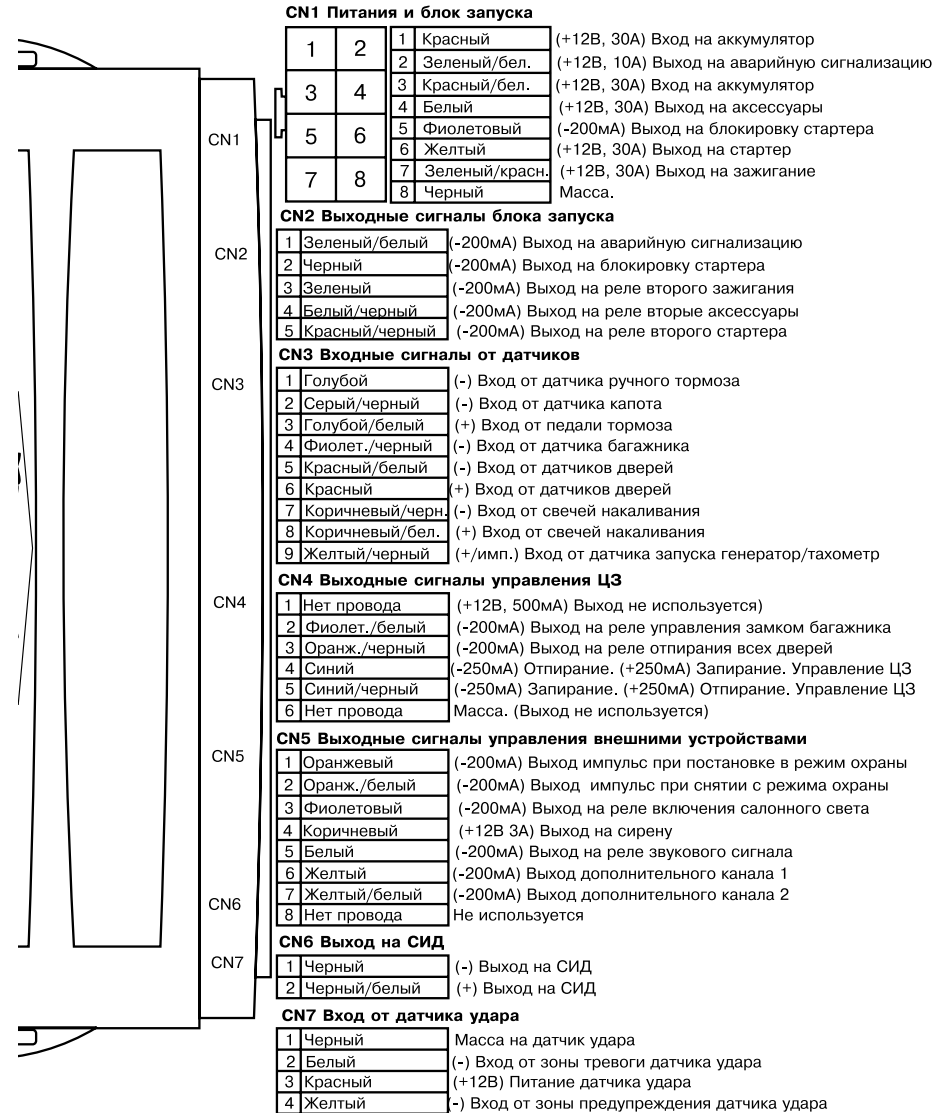 CN1 Питания и блок запуска
1 2
3 4
5 6
7 8
1 Красный (+12В, 30А) Вход на аккумулятор
2 Зеленый/бел. (+12В, 10А) Выход на аварийную сигнализацию
3 Красный/бел. (+12В, 30А) Вход на аккумулятор
4 Белый (+12В, 30А) Выход на аксессуары
5 Фиолетовый (-200мА) Выход на блокировку стартера
6 Желтый (+12В, 30А) Выход на стартер
7 Зеленый/красн. (+12В, 30А) Выход на зажигание
8 Черный Масса.
CN1
CN2 Выходные сигналы блока запуска
1 Зеленый/белый (-200мА) Выход на аварийную сигнализацию
2 Черный (-200мА) Выход на блокировку стартера
3 Зеленый (-200мА) Выход на реле второго зажигания
4 Белый/черный (-200мА) Выход на реле вторые аксессуары
5 Красный/черный (-200мА) Выход на реле второго стартера
CN2
CN3 Входные сигналы от датчиков
1 Голубой (-) Вход от датчика ручного тормоза
2 Серый/черный (-) Вход от датчика капота
3 Голубой/белый (+) Вход от педали тормоза
4 Фиолет./черный (-) Вход от датчика багажника
5 Красный/белый (-) Вход от датчиков дверей
6 Красный (+) Вход от датчиков дверей
7 Коричневый/черн. (-) Вход от свечей накаливания
8 Коричневый/бел. (+) Вход от свечей накаливания
9 Желтый/черный (+/имп.) Вход от датчика запуска генератор/тахометр
CN3
CN4 Выходные сигналы управления ЦЗ
1 Нет провода (+12В, 500мА) Выход не используется)
2 Фиолет./белый (-200мА) Выход на реле управления замком багажника
3 Оранж./черный (-200мА) Выход на реле отпирания всех дверей
4 Синий (-250мА) Отпирание. (+250мА) Запирание. Управление ЦЗ
5 Синий/черный (-250мА) Запирание. (+250мА) Отпирание. Управление ЦЗ
6 Нет провода Масса. (Выход не используется)
CN4
CN5 Выходные сигналы управления внешними устройствами
1 Оранжевый (-200мА) Выход импульс при постановке в режим охраны
2 Оранж./белый (-200мА) Выход импульс при снятии с режима охраны
3 Фиолетовый (-200мА) Выход на реле включения салонного света
4 Коричневый (+12В 3А) Выход на сирену
5 Белый (-200мА) Выход на реле звукового сигнала
6 Желтый (-200мА) Выход дополнительного канала 1
7 Желтый/белый (-200мА) Выход дополнительного канала 2
8 Нет провода Не используется
CN5
CN6 Выход на СИД
1 Черный (-) Выход на СИД
2 Черный/белый (+) Выход на СИД
CN6
CN7 Вход от датчика удара
1 Черный Масса на датчик удара
2 Белый (-) Вход от зоны тревоги датчика удара
3 Красный (+12В) Питание датчика удара
4 Желтый (-) Вход от зоны предупреждения датчика удара
CN7